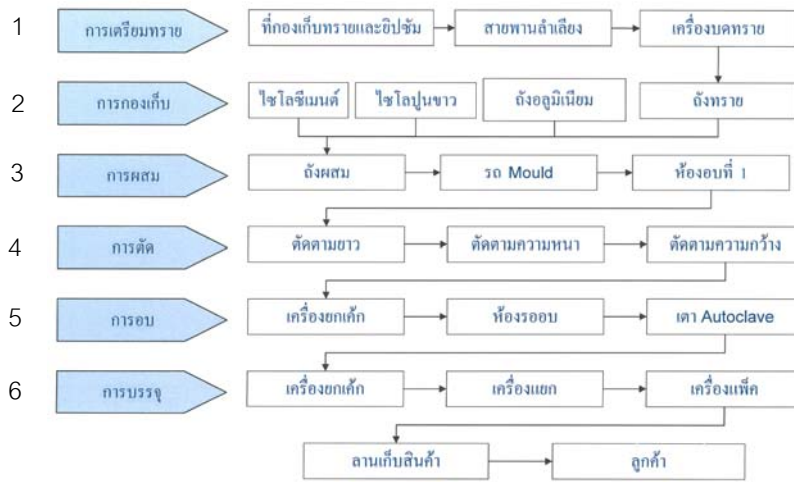 1 การเตรียมทราย ที่กองเก็บทรายและยิปซัม สายพานลำเลียง เครื่องบดทราย
2 การกองเก็บ ไซโลซีเมนต์ ไซโลปูนขาว ถังอลูมิเนียม ถังทราย
3 การผสม ถังผสม รถ Mould ห้องอบที่ 1
4 การตัด ตัดตามยาว ตัดตามความหนา ตัดตามความกว้าง
5 การอบ เครื่องยกเค้ก ห้องรออบ เตา Autoclave
6 การบรรจุ เครื่องยกเค้ก เครื่องแยก เครื่องแพ็ค
ลานเก็บสินค้า ลูกค้า